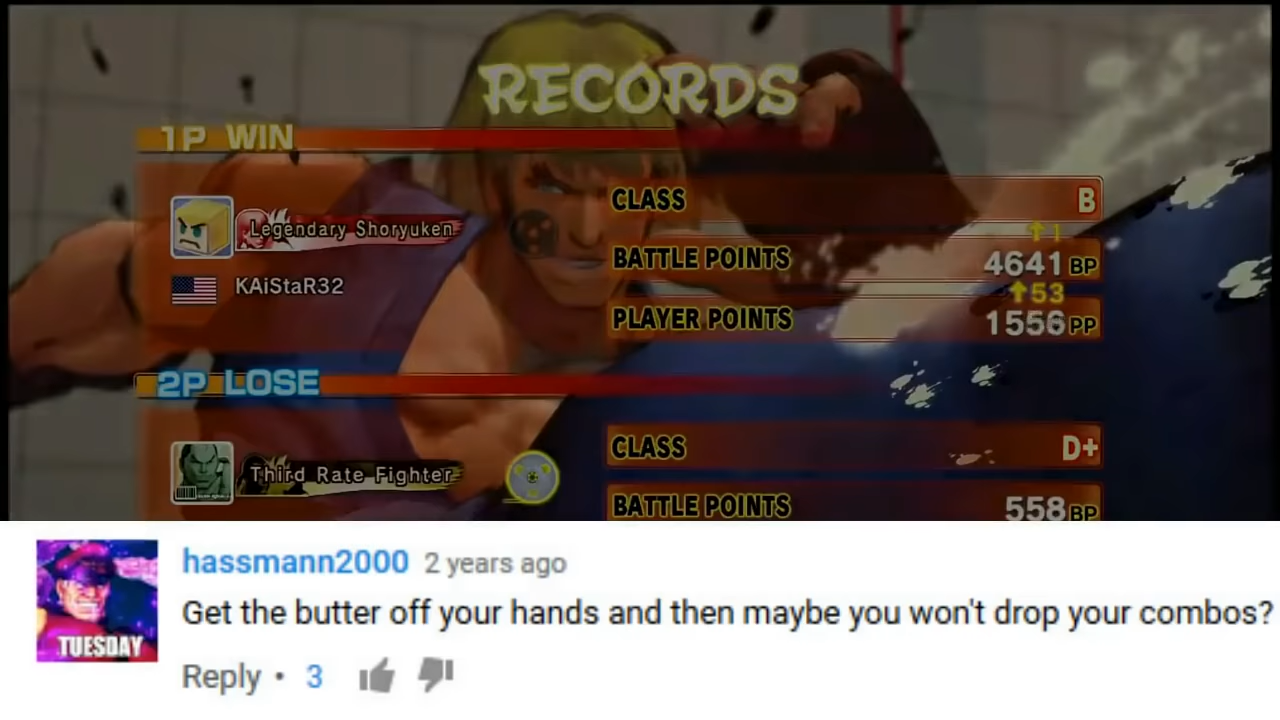 RECORDS
1P WIN
Legendary Shoryuken
KAiStaR32
CLASS B
↑1
BATTLE POINTS 4641 BP
↑53
PLAYER POINTS 1556 PP
2P LOSE
Third Rate Fighter
CLASS D+
BATTLE POINTS 558 BP
hassmann2000 2 years ago
Get the butter off your hands and then maybe you won't drop your combos?
TUESDAY
Reply • 3